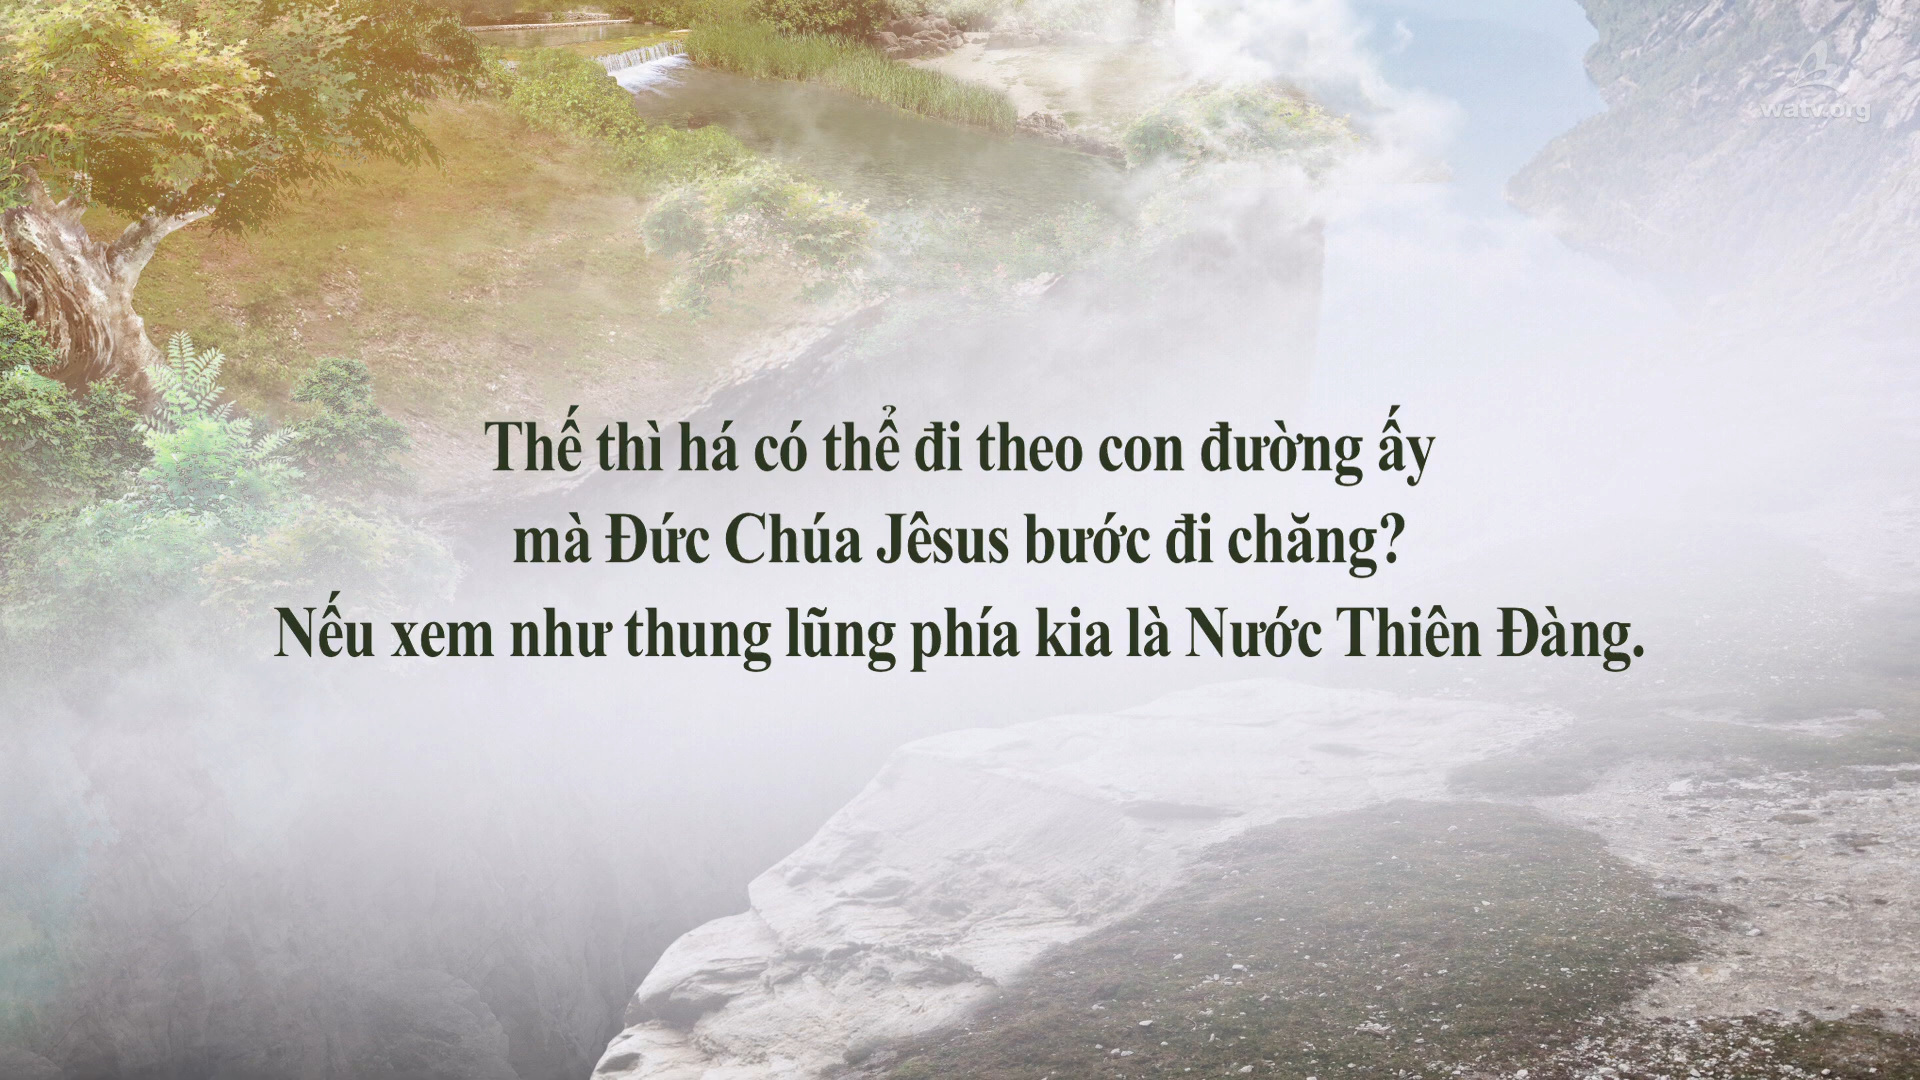 watv.org
Thế thì há có thể đi theo con đường ấy
mà Đức Chúa Jêsus bước đi chăng?
Nếu xem như thung lũng phía kia là Nước Thiên Đàng.